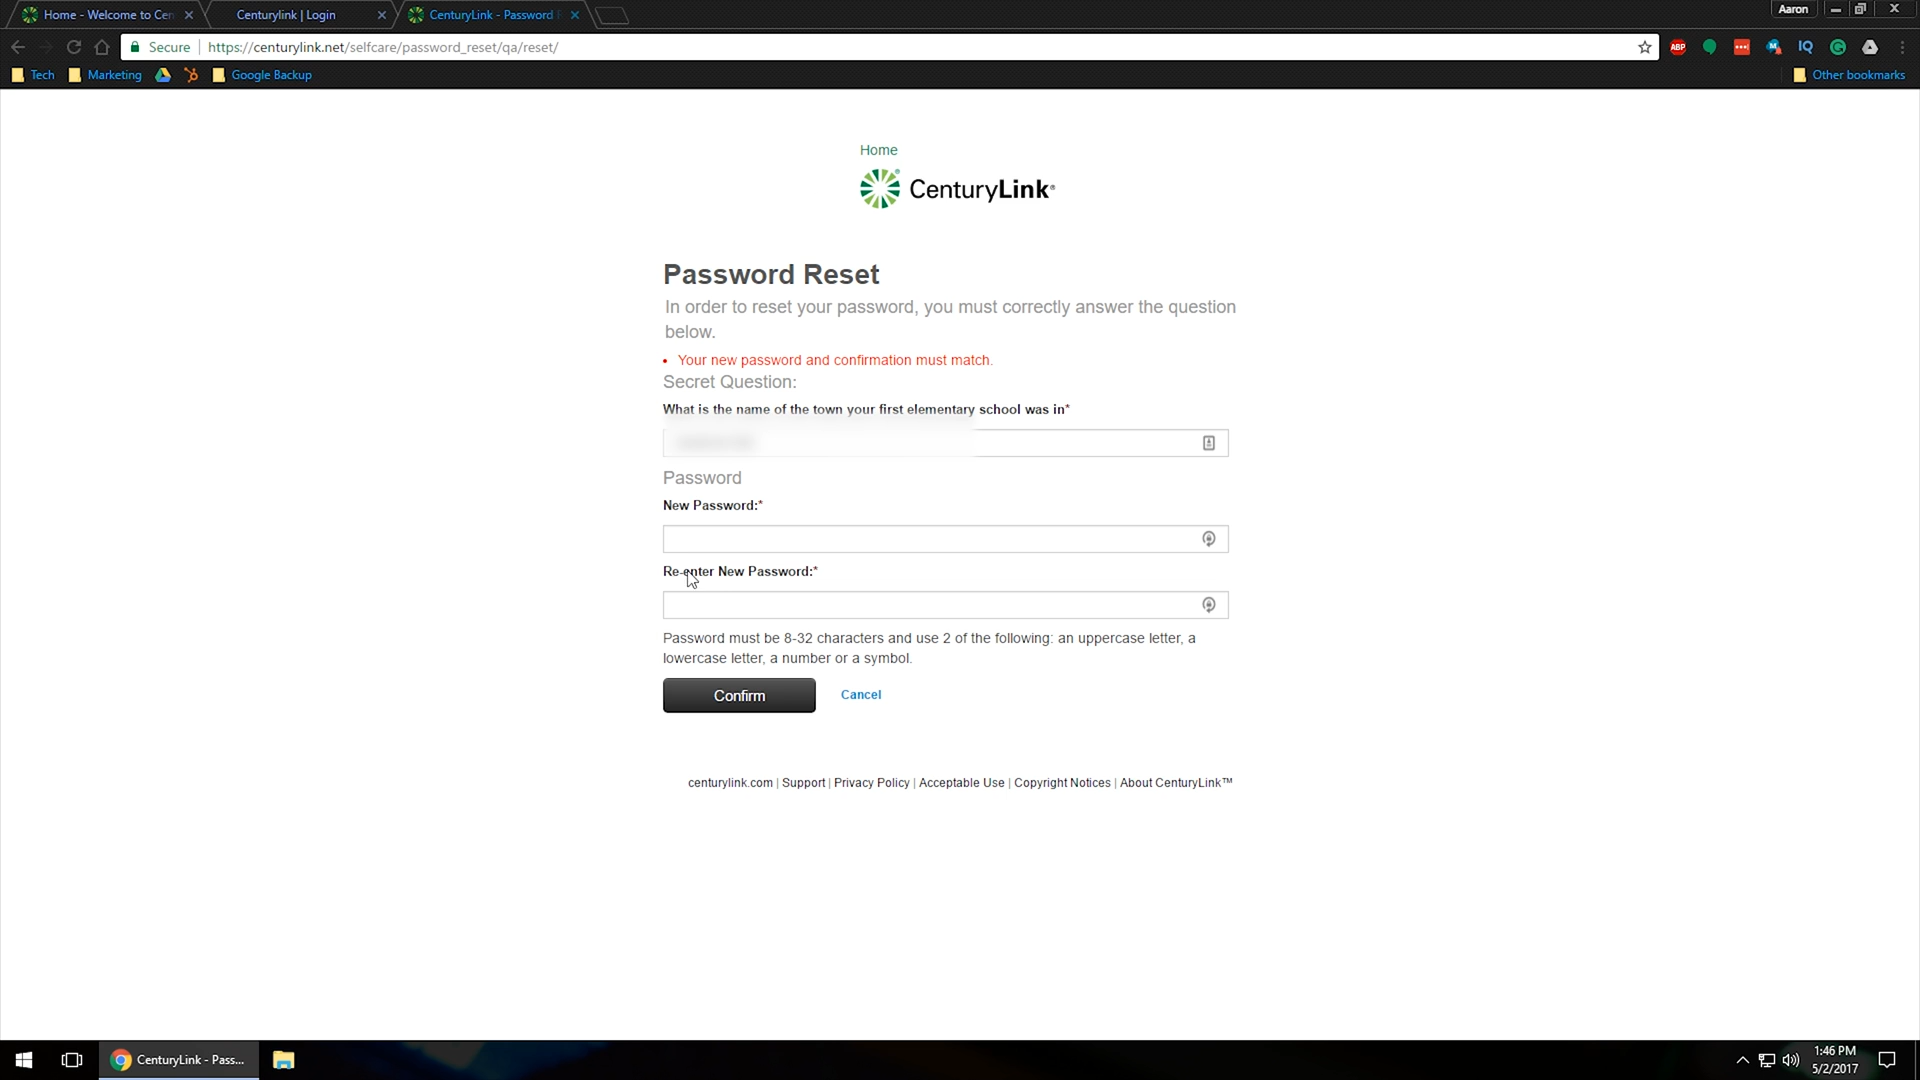 Home - Welcome to Cen
Centurylink | Login
CenturyLink - Password
Aaron
Secure
https://centurylink.net/selfcare/password_reset/qa/reset/
ABP
IQ
Tech
Marketing
Google Backup
Other bookmarks
Home
CenturyLink®
Password Reset
In order to reset your password, you must correctly answer the question
below.
• Your new password and confirmation must match.
Secret Question:
What is the name of the town your first elementary school was in*
Password
New Password:*
Re-enter New Password:*
Password must be 8-32 characters and use 2 of the following: an uppercase letter, a
lowercase letter, a number or a symbol.
Confirm
Cancel
centurylink.com | Support | Privacy Policy | Acceptable Use | Copyright Notices | About CenturyLink™
CenturyLink - Pass...
1:46 PM
5/2/2017